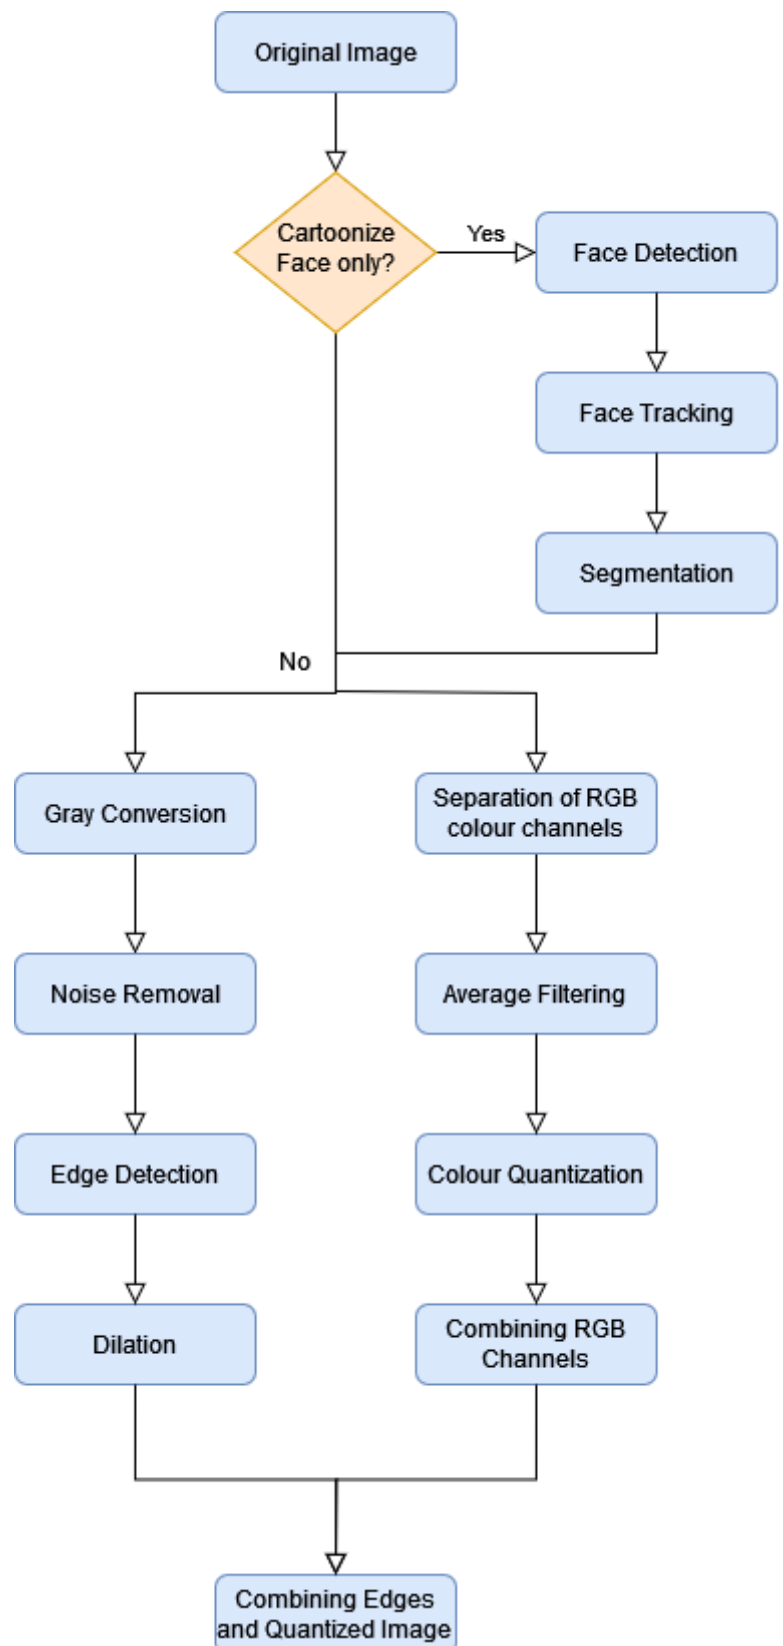 Original Image
Cartoonize
Face only?
Yes
Face Detection
Face Tracking
Segmentation
No
Gray Conversion
Separation of RGB
colour channels
Noise Removal
Average Filtering
Edge Detection
Colour Quantization
Dilation
Combining RGB
Channels
Combining Edges
and Quantized Image